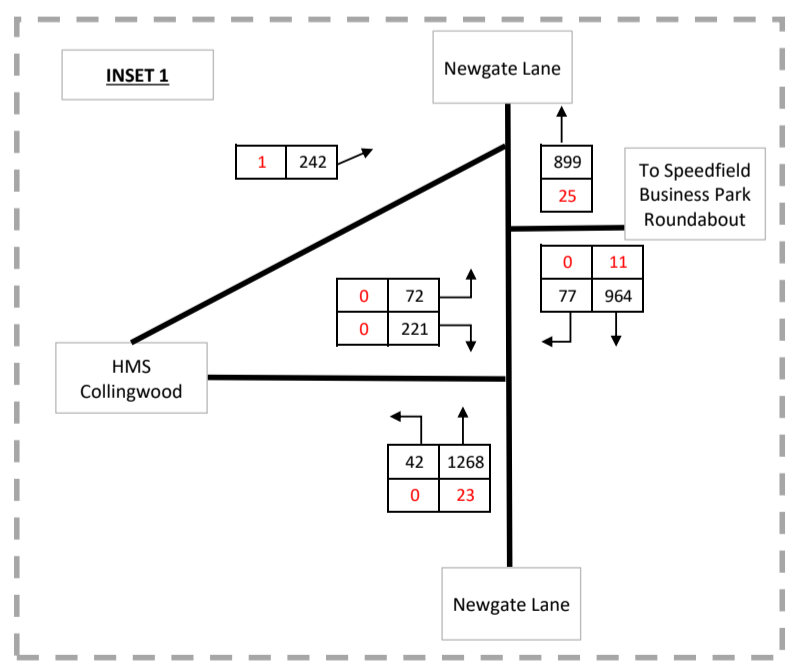 INSET 1
Newgate Lane
1 242
899
25
To Speedfield
Business Park
Roundabout
0 11
77 964
0 72
0 221
HMS
Collingwood
42 1268
0 23
Newgate Lane